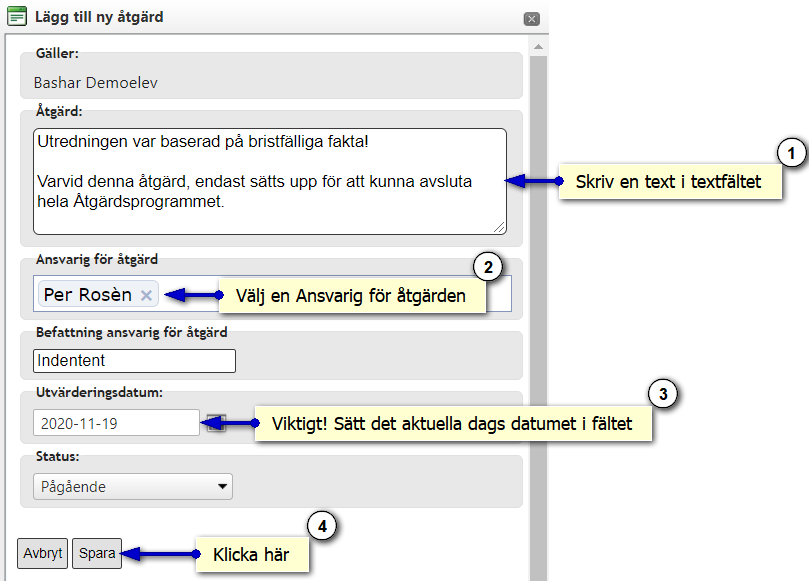 Lägg till ny åtgärd
Gäller:
Bashar Demoelev
Åtgärd:
Utredningen var baserad på bristfälliga fakta!
Varvid denna åtgärd, endast sätts upp för att kunna avsluta
hela Åtgärdsprogrammet.
1
Skriv en text i textfältet
Ansvarig för åtgärd
2
Per Rosèn
Välj en Ansvarig för åtgärden
Befattning ansvarig för åtgärd
Indentent
Utvärderingsdatum:
3
2020-11-19
Viktigt! Sätt det aktuella dags datumet i fältet
Status:
Pågående
4
Avbryt Spara
Klicka här